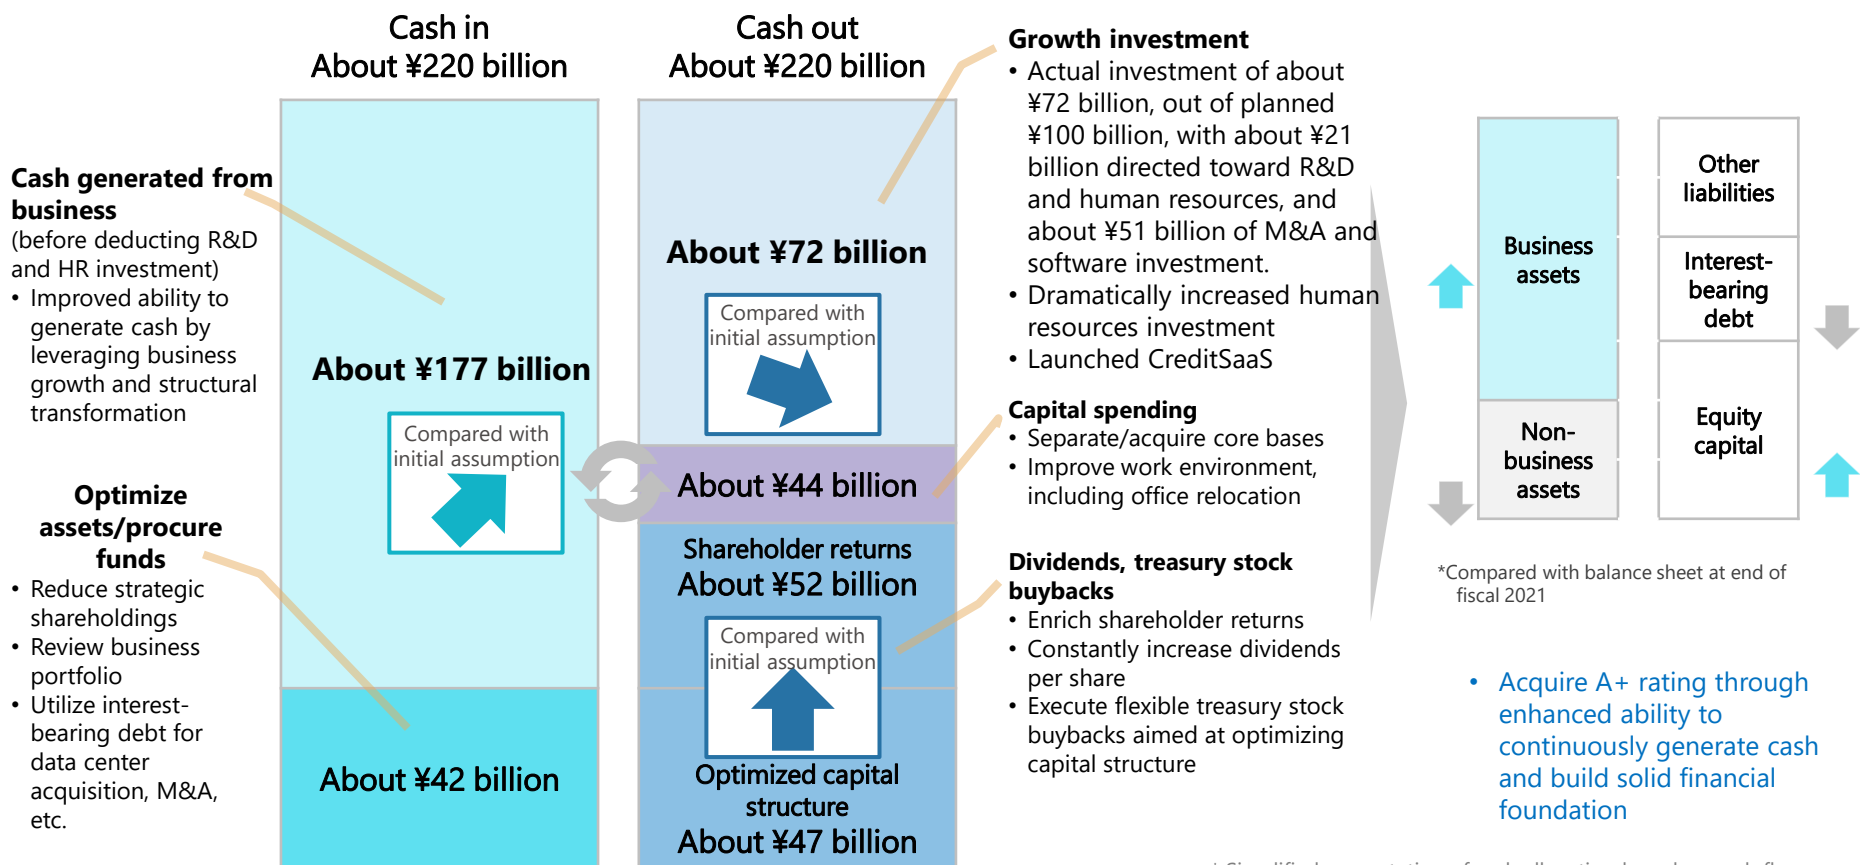 Cash in
About ¥220 billion
Cash out
About ¥220 billion
Cash generated from
business
(before deducting R&D
and HR investment)
• Improved ability to
generate cash by
leveraging business
growth and structural
transformation
Optimize
assets/procure
funds
• Reduce strategic
shareholdings
• Review business
portfolio
• Utilize interest-
bearing debt for
data center
acquisition, M&A,
etc.
About ¥177 billion
Compared with
initial assumption
About ¥42 billion
About ¥72 billion
Compared with
initial assumption
About ¥44 billion
Shareholder returns
About ¥52 billion
Compared with
initial assumption
Optimized capital
structure
About ¥47 billion
Growth investment
• Actual investment of about
¥72 billion, out of planned
¥100 billion, with about ¥21
billion directed toward R&D
and human resources, and
about ¥51 billion of M&A and
software investment.
• Dramatically increased human
resources investment
• Launched CreditSaaS
Capital spending
• Separate/acquire core bases
• Improve work environment,
including office relocation
Dividends, treasury stock
buybacks
• Enrich shareholder returns
• Constantly increase dividends
per share
• Execute flexible treasury stock
buybacks aimed at optimizing
capital structure
Business
assets
Non-
business
assets
Other
liabilities
Interest-
bearing
debt
Equity
capital
*Compared with balance sheet at end of
fiscal 2021
• Acquire A+ rating through
enhanced ability to
continuously generate cash
and build solid financial
foundation